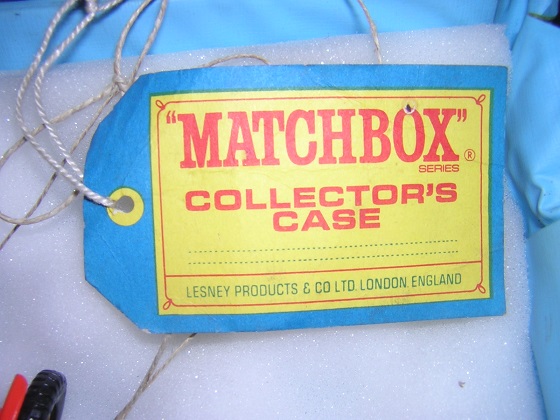 "MATCHBOX"®
SERIES
COLLECTOR'S
CASE
LESNEY PRODUCTS & CO LTD. LONDON, ENGLAND